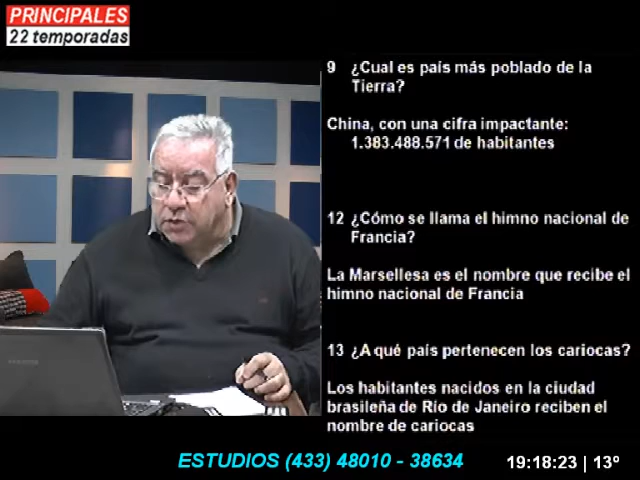 PRINCIPALES
22 temporadas
9 ¿Cual es país más poblado de la
Tierra?
China, con una cifra impactante:
1.383.488.571 de habitantes
12 ¿Cómo se llama el himno nacional de
Francia?
La Marsellesa es el nombre que recibe el
himno nacional de Francia
13 ¿A qué país pertenecen los cariocas?
Los habitantes nacidos en la ciudad
brasileña de Río de Janeiro reciben el
nombre de cariocas
ESTUDIOS (433) 48010 - 38634
19:18:23 | 13º